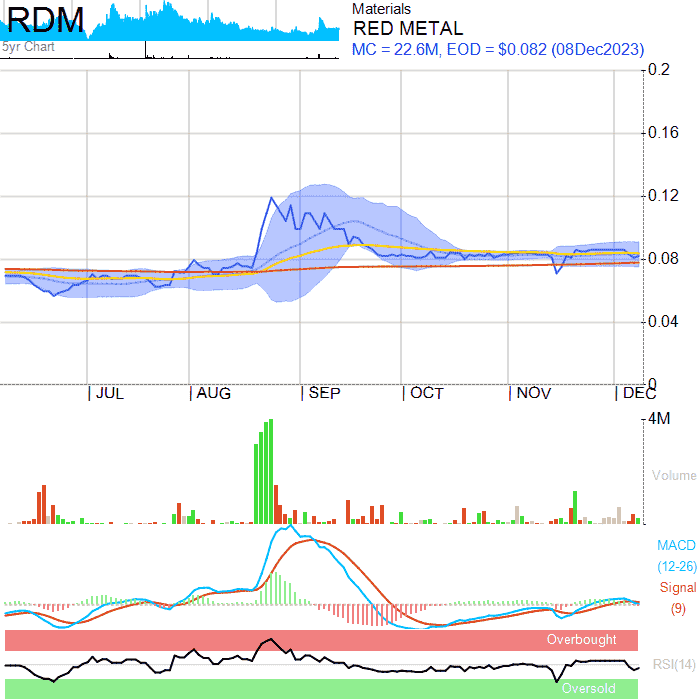 RDM
5yr Chart
Materials
RED METAL
MC = 22.6M, EOD = $0.082 (08Dec2023)
0.2
0.16
0.12
0.08
0.04
0
JUL AUG SEP OCT NOV DEC
4M
Volume
MACD
(12-26)
Signal
(9)
Overbought
RSI(14)
Oversold